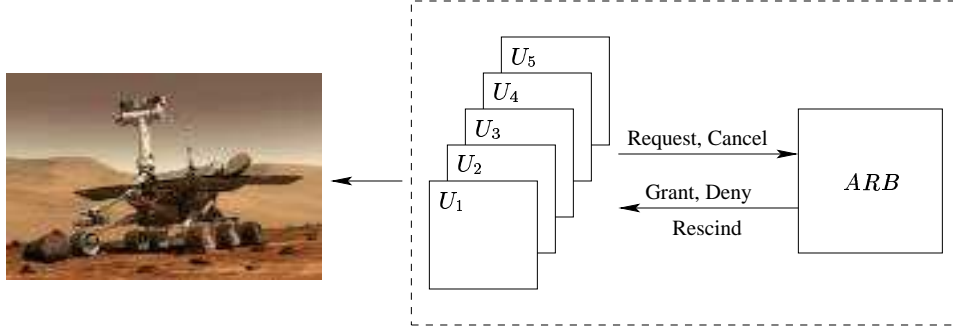 U5
U4
U3
U2
U1
Request, Cancel
Grant, Deny
Rescind
ARB